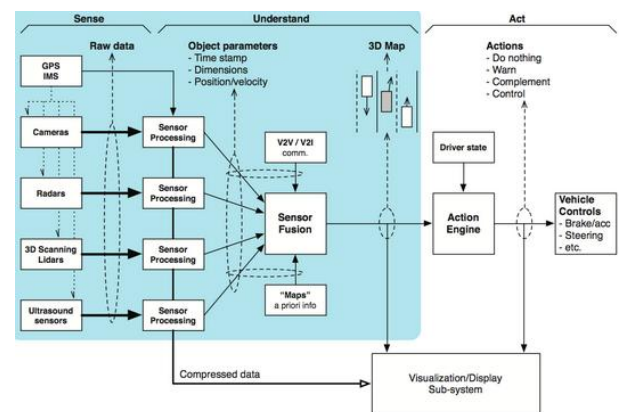 Sense
Understand
Act
Raw data
Object parameters
- Time stamp
- Dimensions
- Position/velocity
3D Map
Actions
- Do nothing
- Warn
- Complement
- Control
GPS
IMS
Cameras
Radars
3D Scanning
Lidars
Ultrasound
sensors
Sensor
Processing
Sensor
Processing
Sensor
Processing
Sensor
Processing
V2V / V2I
comm.
Sensor
Fusion
"Maps"
a priori info
Driver state
Action
Engine
Vehicle
Controls
- Brake/acc
- Steering
- etc.
Compressed data
Visualization/Display
Sub-system